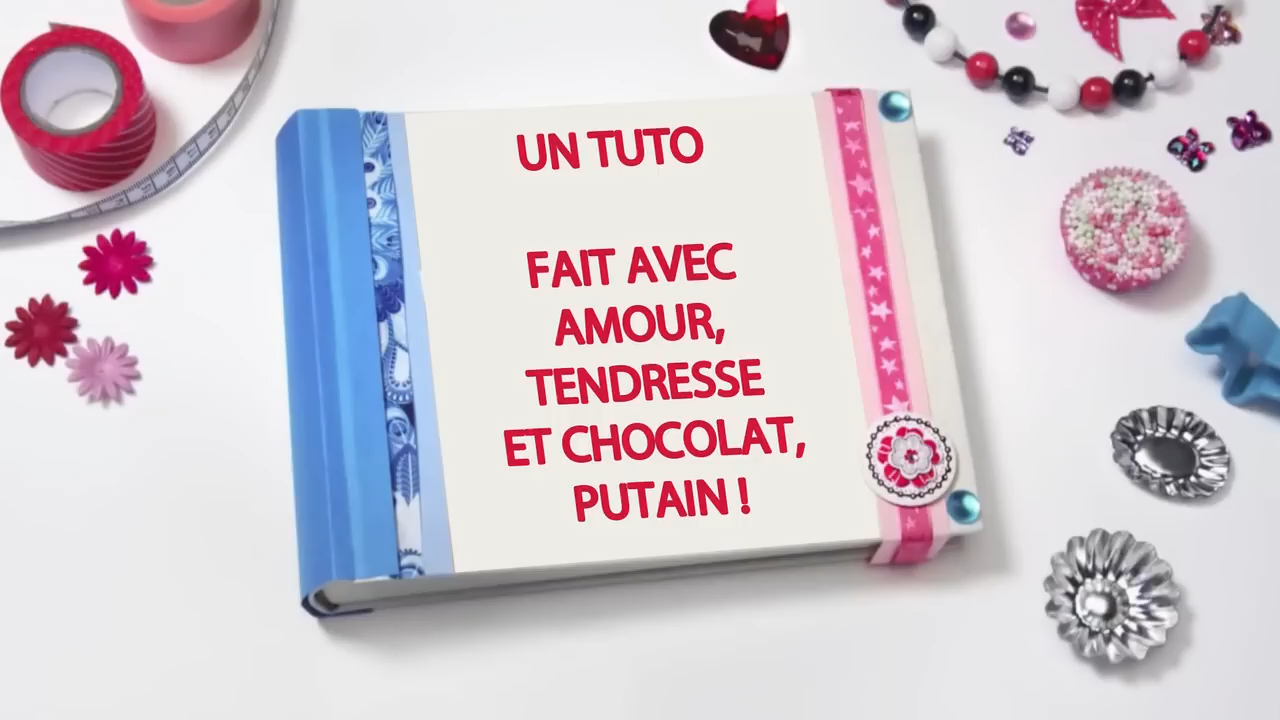 UN TUTO
FAIT AVEC
AMOUR,
TENDRESSE
ET CHOCOLAT,
PUTAIN !